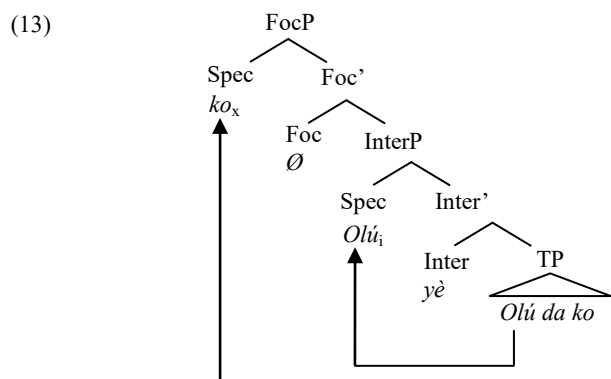 (13)
FocP
Spec Foc’
koₓ
Foc InterP
Ø
Spec Inter’
Olúᵢ
Inter TP
yè
Olú da ko